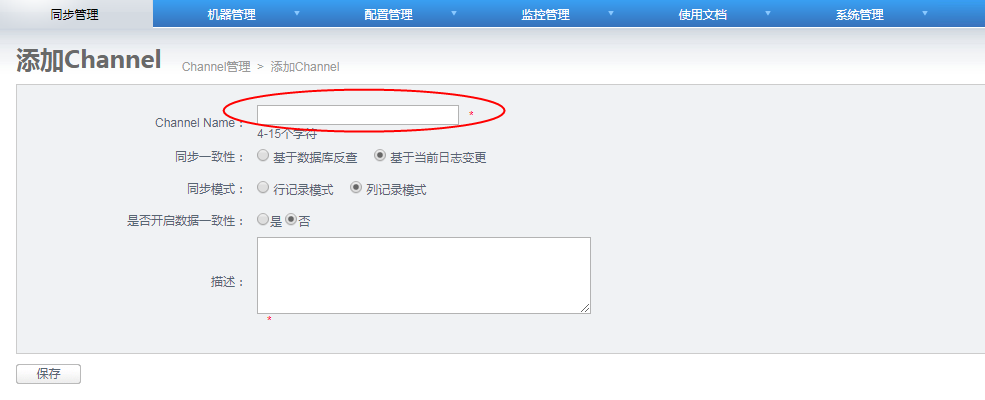 同步管理 机器管理 配置管理 监控管理 使用文档 系统管理
添加Channel Channel管理 > 添加Channel
Channel Name： *
4-15个字符
同步一致性： 基于数据库反查 基于当前日志变更
同步模式： 行记录模式 列记录模式
是否开启数据一致性： 是 否
描述：
*
保存